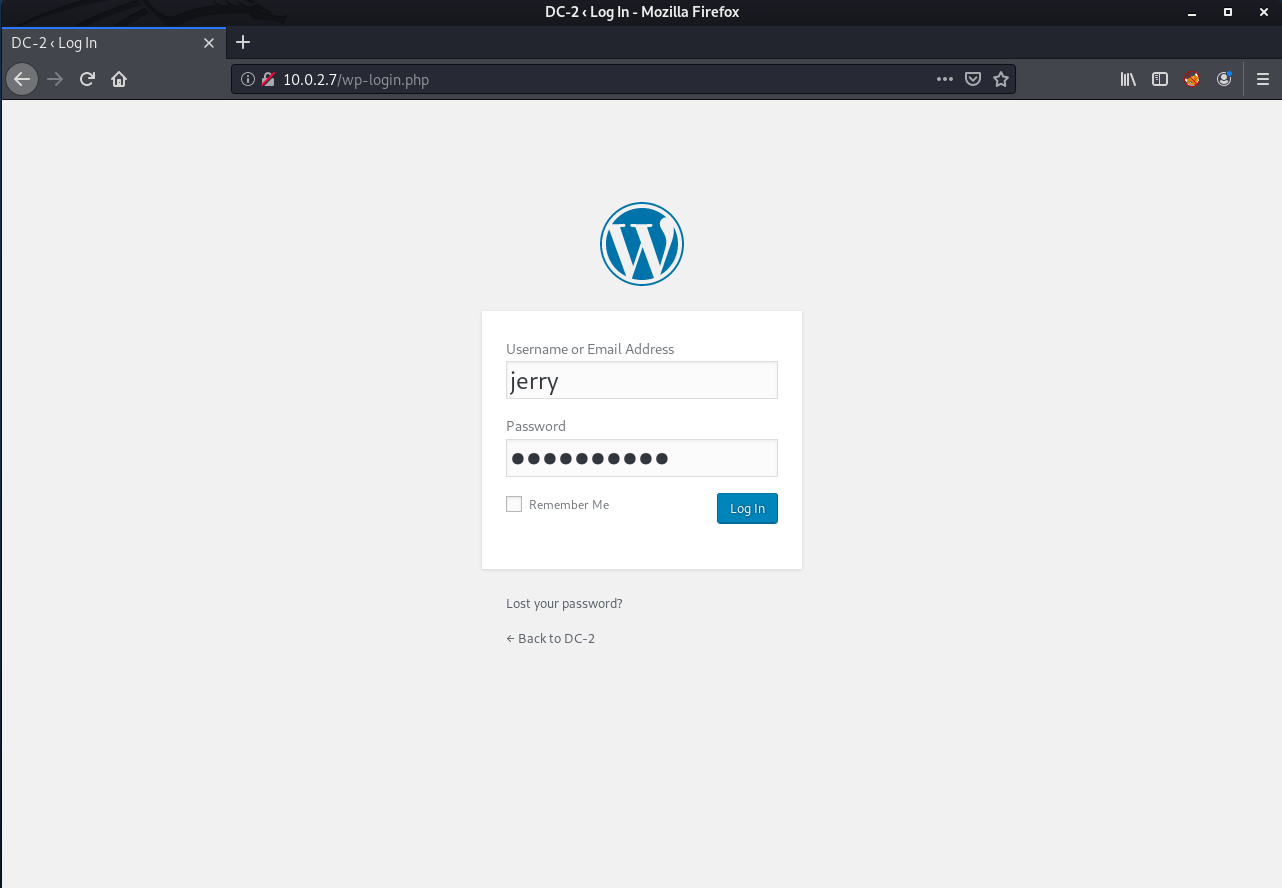 DC-2 ‹ Log In - Mozilla Firefox
DC-2 ‹ Log In
10.0.2.7/wp-login.php
Username or Email Address
jerry
Password
●●●●●●●●●●
Remember Me
Log In
Lost your password?
← Back to DC-2